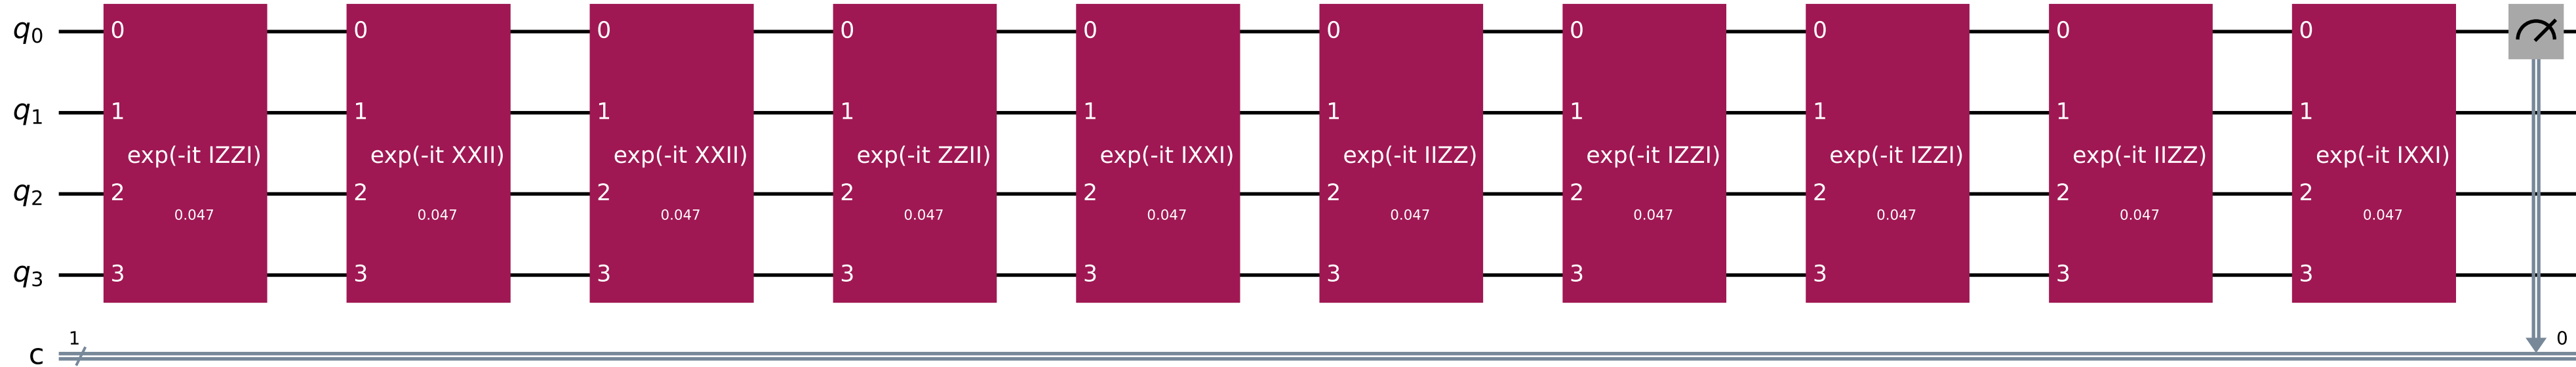 q0 0 0 0 0 0 0 0 0 0 0
q1 1 1 1 1 1 1 1 1 1 1
exp(-it IZZI) exp(-it XXII) exp(-it XXII) exp(-it ZZII) exp(-it IXXI) exp(-it IIZZ) exp(-it IZZI) exp(-it IZZI) exp(-it IIZZ) exp(-it IXXI)
q2 2 2 2 2 2 2 2 2 2 2
0.047 0.047 0.047 0.047 0.047 0.047 0.047 0.047 0.047 0.047
q3 3 3 3 3 3 3 3 3 3 3
1 0
c